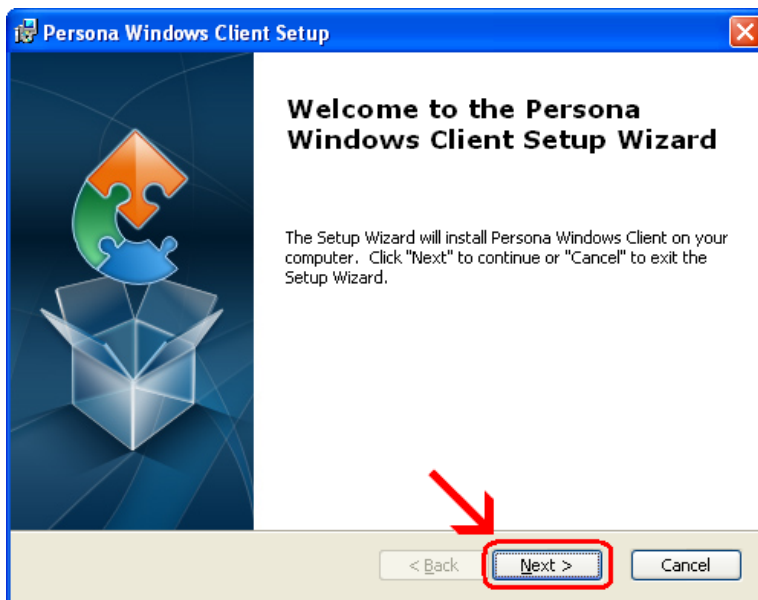 Persona Windows Client Setup
Welcome to the Persona
Windows Client Setup Wizard
The Setup Wizard will install Persona Windows Client on your
computer. Click "Next" to continue or "Cancel" to exit the
Setup Wizard.
< Back Next > Cancel